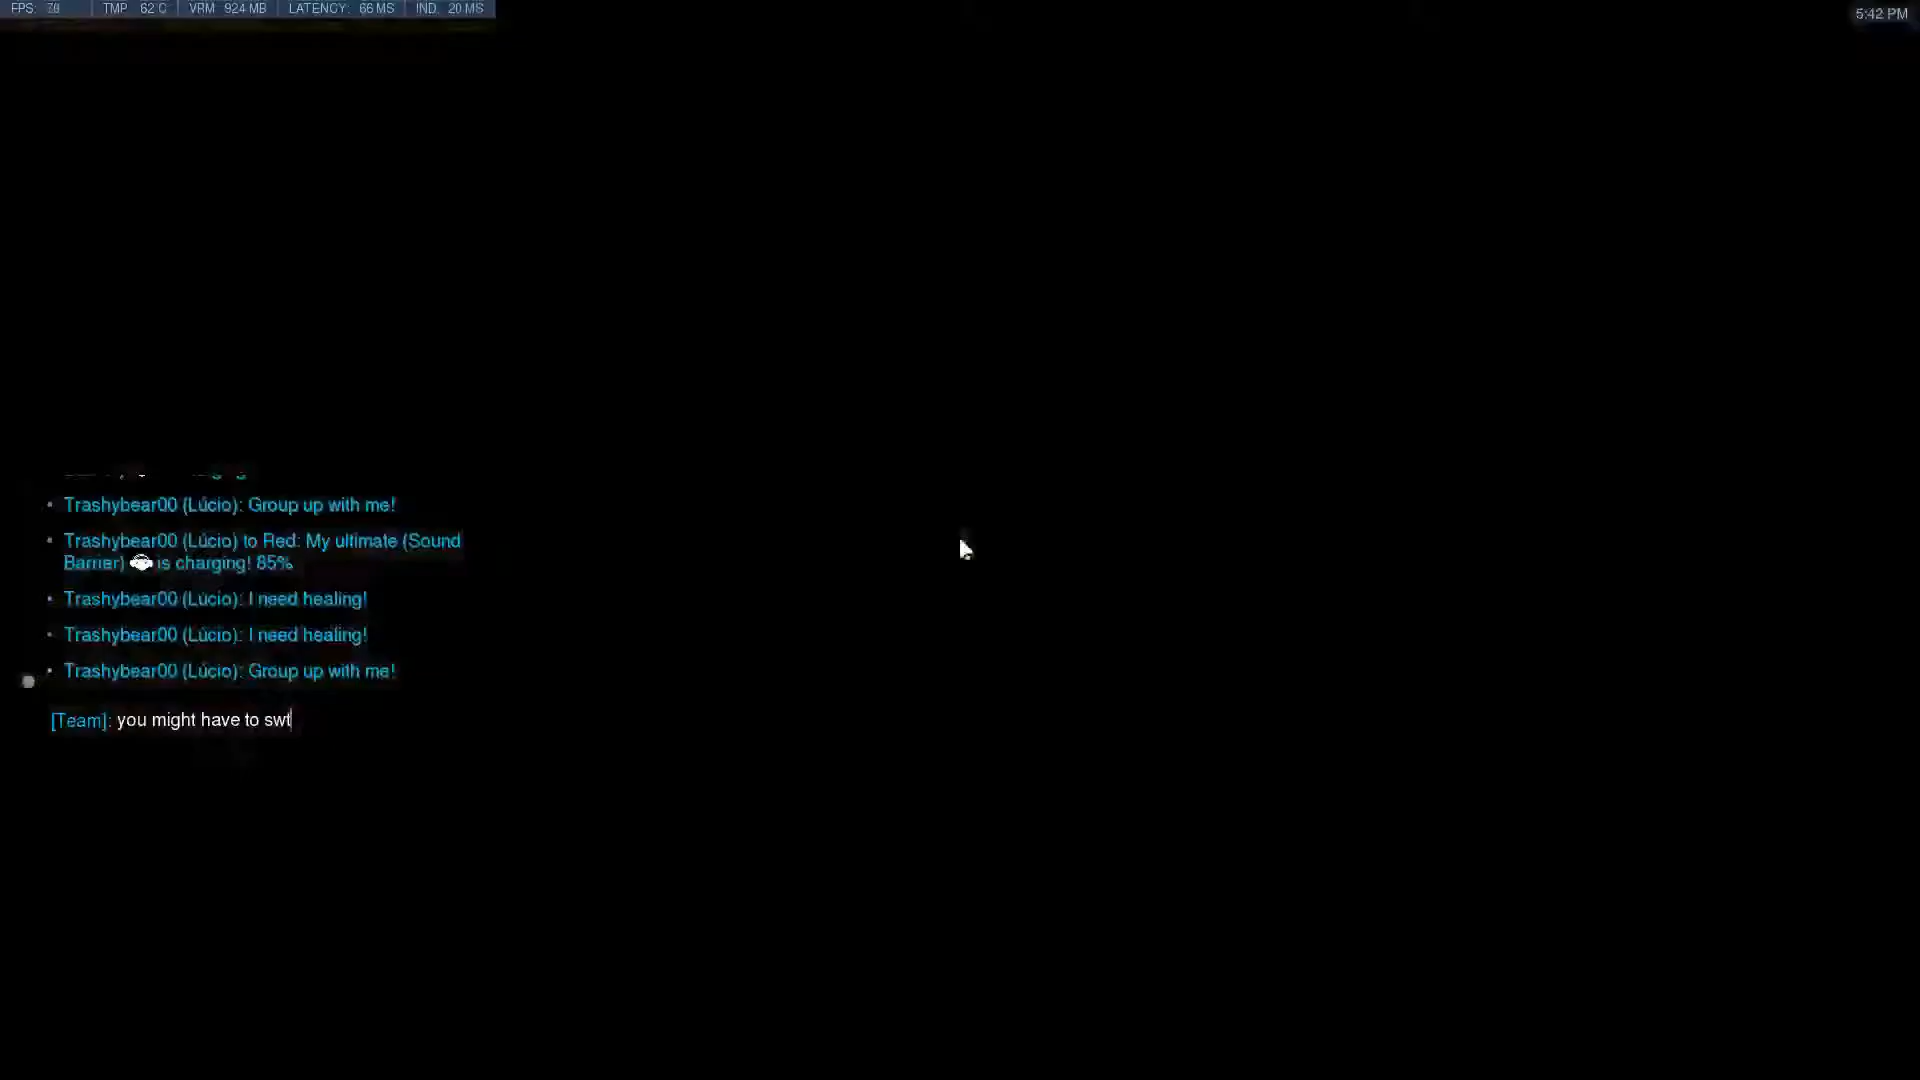 FPS: 78 TMP 62°C VRM 924 MB LATENCY: 66 MS IND: 20 MS
5:42 PM
Trashybear00 (Lúcio): Group up with me!
Trashybear00 (Lúcio) to Red: My ultimate (Sound
Barrier) is charging! 85%
Trashybear00 (Lúcio): I need healing!
Trashybear00 (Lúcio): I need healing!
Trashybear00 (Lúcio): Group up with me!
[Team]: you might have to swt